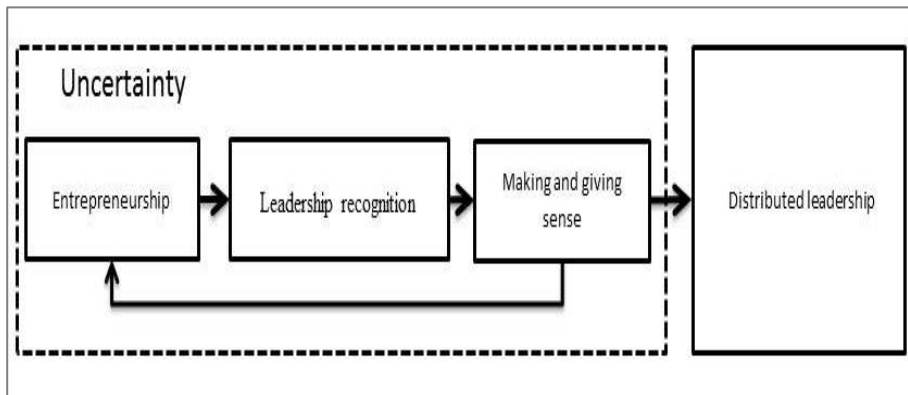 Uncertainty
Entrepreneurship
Leadership recognition
Making and giving
sense
Distributed leadership